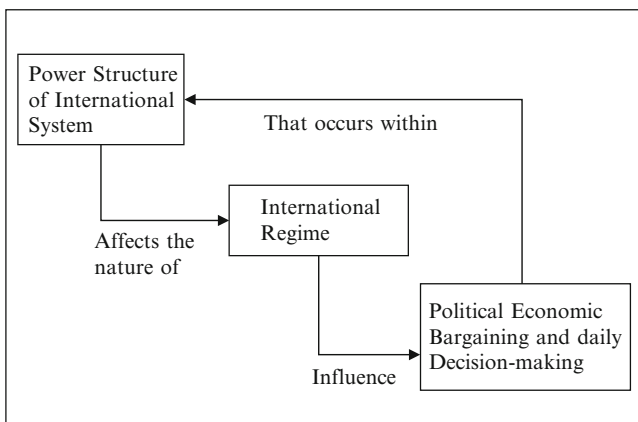 Power Structure
of International
System
That occurs within
International
Regime
Affects the
nature of
Political Economic
Bargaining and daily
Decision-making
Influence